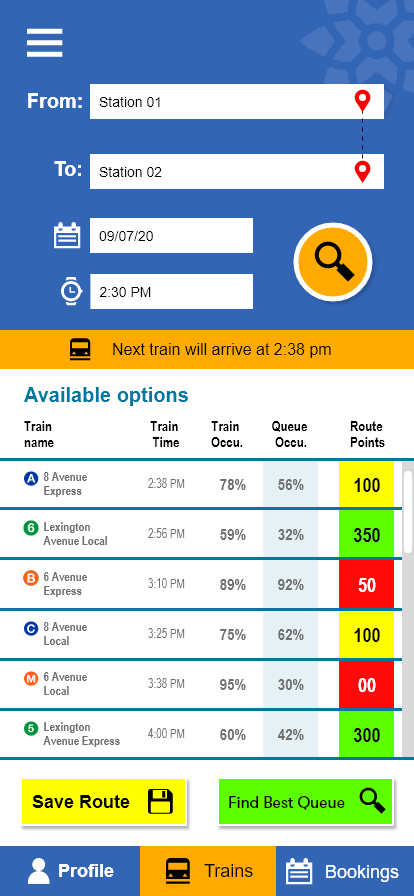 From: Station 01
To: Station 02
09/07/20
2:30 PM
Next train will arrive at 2:38 pm
Available options
Train Train Train Queue Route
name Time Occu. Occu. Points
A 8 Avenue 2:38 PM 78% 56% 100
Express
6 Lexington 2:56 PM 59% 32% 350
Avenue Local
B 6 Avenue 3:10 PM 89% 92% 50
Express
C 8 Avenue 3:25 PM 75% 62% 100
Local
M 6 Avenue 3:38 PM 95% 30% 00
Local
5 Lexington 4:00 PM 60% 42% 300
Avenue Express
Save Route Find Best Queue
Profile Trains Bookings